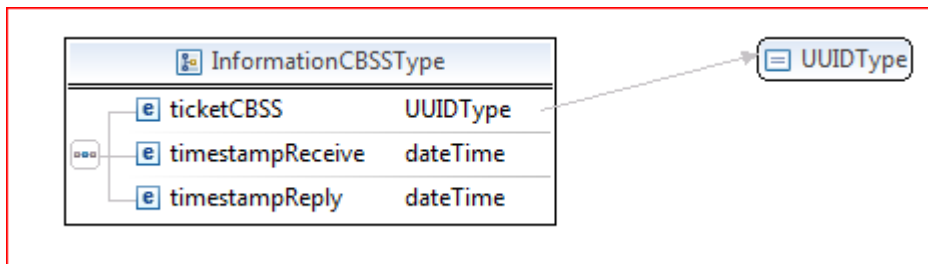 InformationCBSSType
UUIDType
ticketCBSS UUIDType
timestampReceive dateTime
timestampReply dateTime